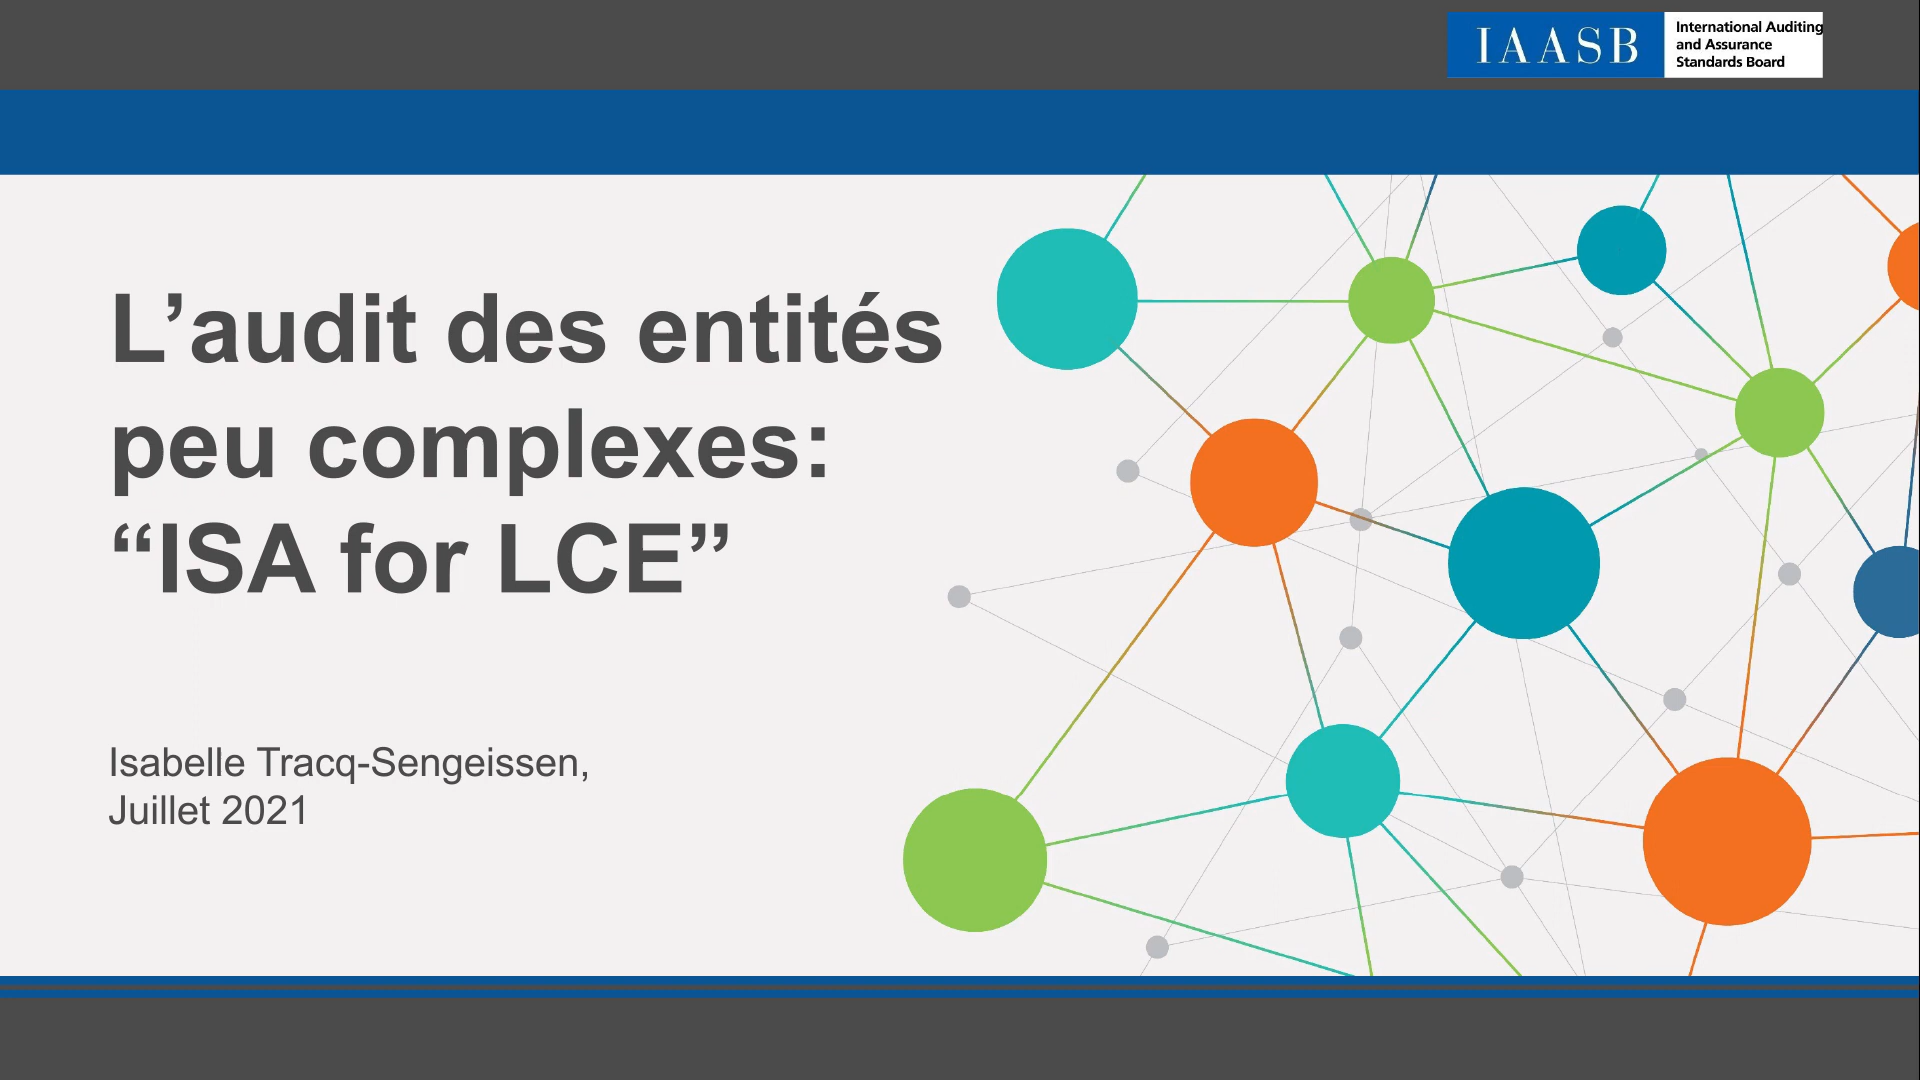 IAASB
International Auditing
and Assurance
Standards Board
L’audit des entités
peu complexes:
“ISA for LCE”
Isabelle Tracq-Sengeissen,
Juillet 2021